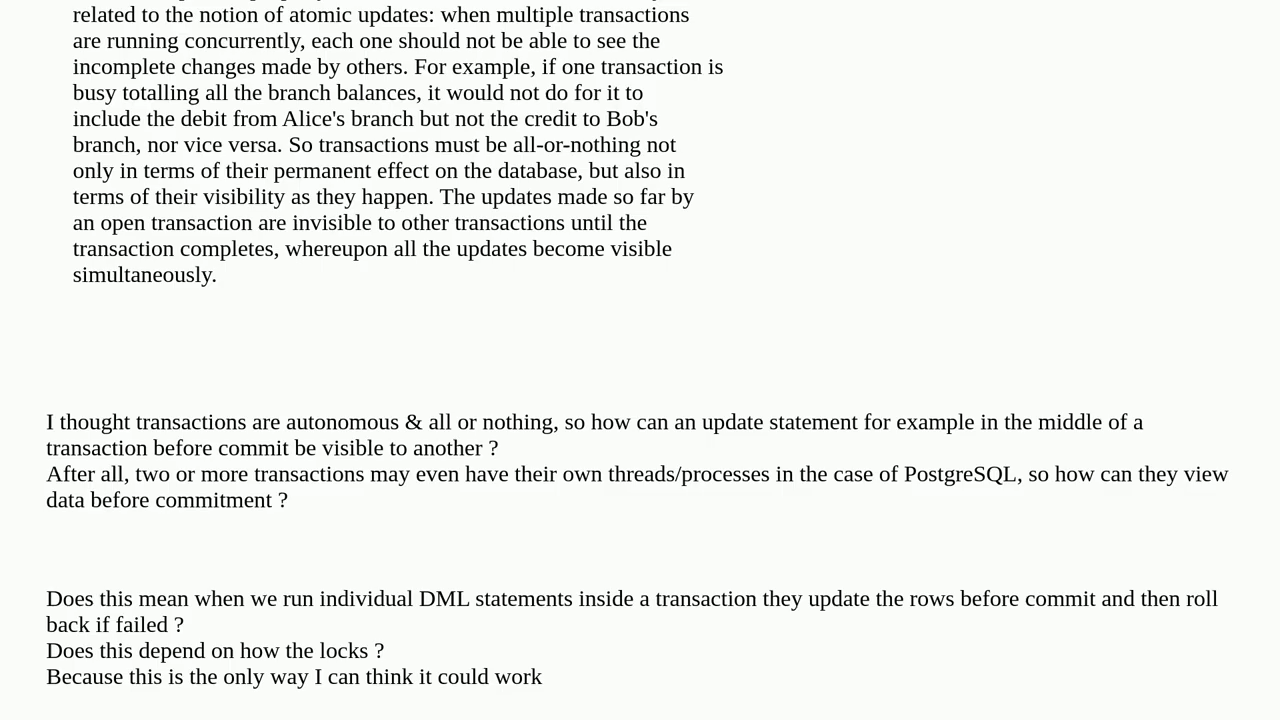 related to the notion of atomic updates: when multiple transactions
are running concurrently, each one should not be able to see the
incomplete changes made by others. For example, if one transaction is
busy totalling all the branch balances, it would not do for it to
include the debit from Alice's branch but not the credit to Bob's
branch, nor vice versa. So transactions must be all-or-nothing not
only in terms of their permanent effect on the database, but also in
terms of their visibility as they happen. The updates made so far by
an open transaction are invisible to other transactions until the
transaction completes, whereupon all the updates become visible
simultaneously.
I thought transactions are autonomous & all or nothing, so how can an update statement for example in the middle of a
transaction before commit be visible to another ?
After all, two or more transactions may even have their own threads/processes in the case of PostgreSQL, so how can they view
data before commitment ?
Does this mean when we run individual DML statements inside a transaction they update the rows before commit and then roll
back if failed ?
Does this depend on how the locks ?
Because this is the only way I can think it could work